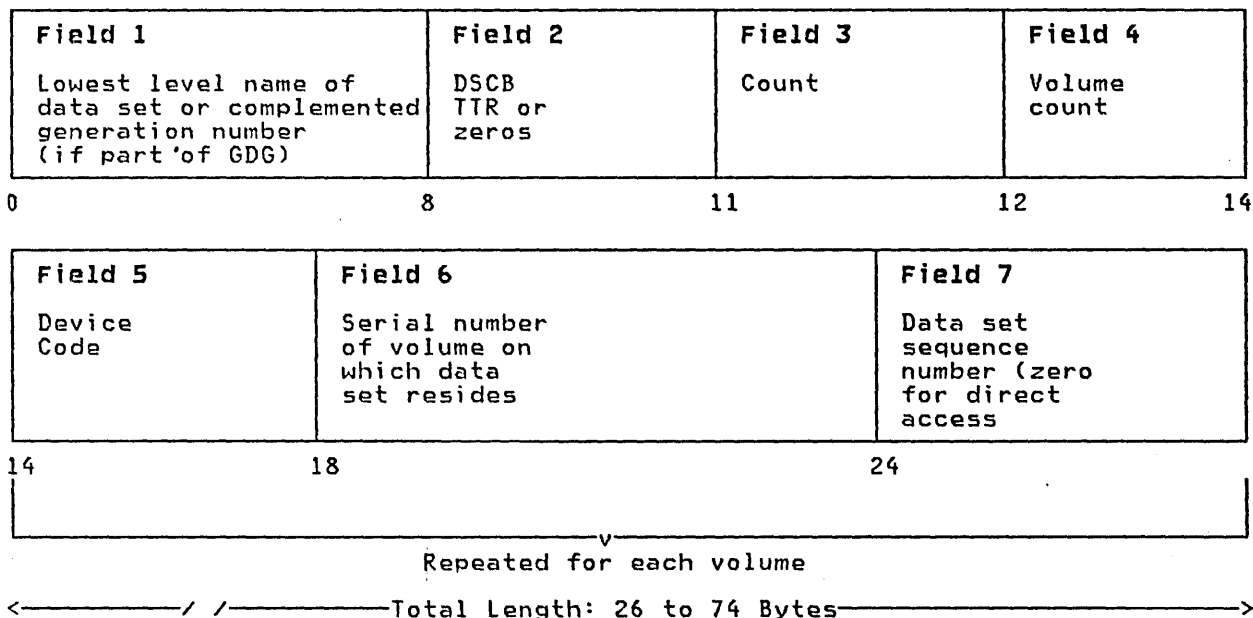 Field 1 Field 2 Field 3 Field 4
Lowest level name of DSCB Count Volume
data set or complemented TTR or count
generation number zeros
(if part of GDG)
0 8 11 12 14
Field 5 Field 6 Field 7
Device Serial number Data set
Code of volume on sequence
which data number (zero
set resides for direct
access
14 18 24
Repeated for each volume
Total Length: 26 to 74 Bytes